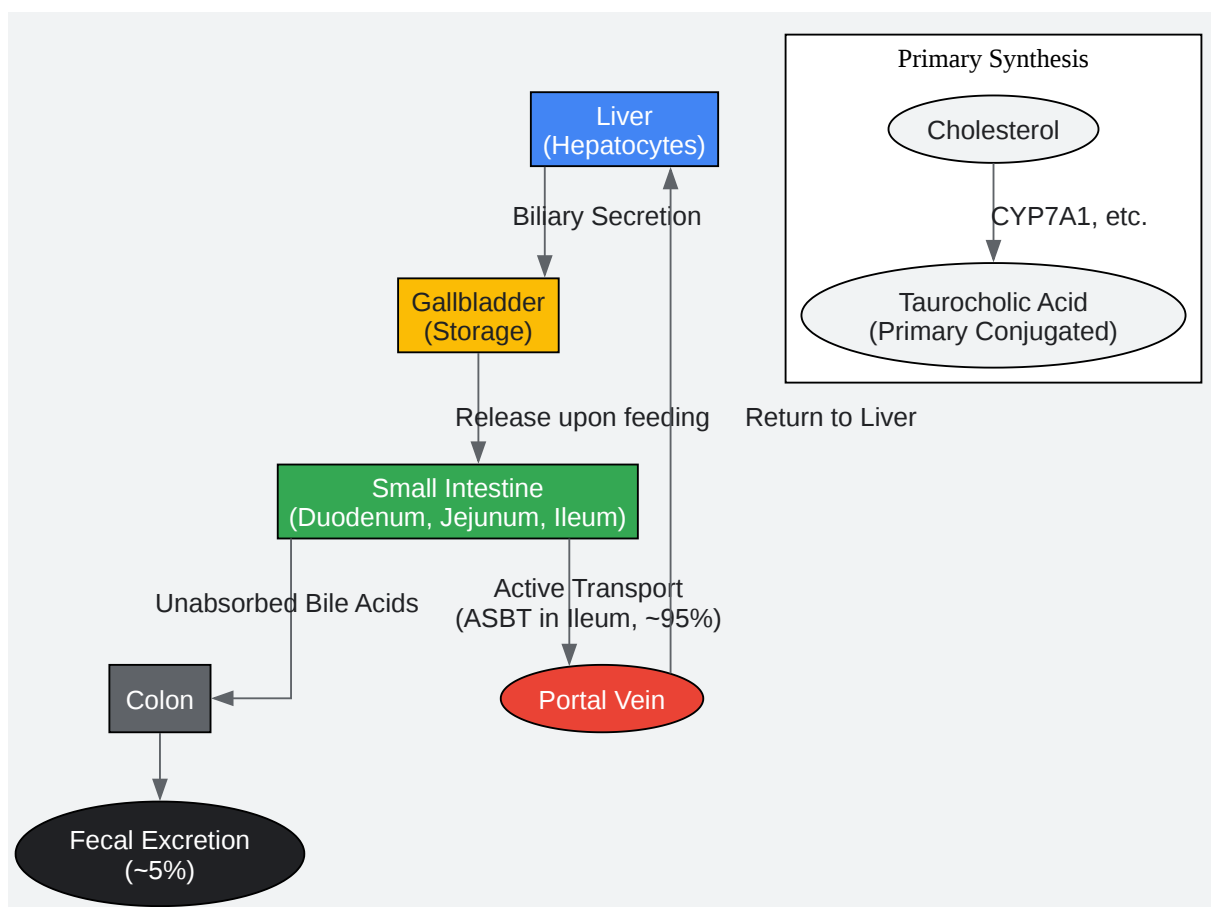 Primary Synthesis
Liver
(Hepatocytes)
Cholesterol
Biliary Secretion
CYP7A1, etc.
Gallbladder
(Storage)
Taurocholic Acid
(Primary Conjugated)
Release upon feeding
Return to Liver
Small Intestine
(Duodenum, Jejunum, Ileum)
Unabsorbed Bile Acids
Active Transport
(ASBT in Ileum, ~95%)
Colon
Portal Vein
Fecal Excretion
(~5%)